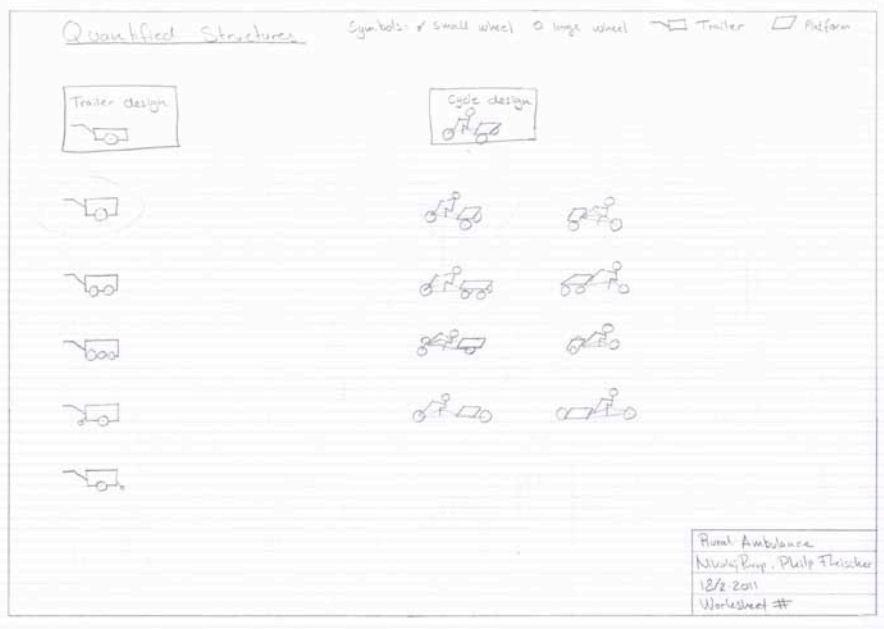 Quantified Structures
Symbols: small wheel large wheel Trailer Platform
Trailer design
Cycle design
Rural Ambulance
Philip Fleischer
18/2-2011
Worksheet #